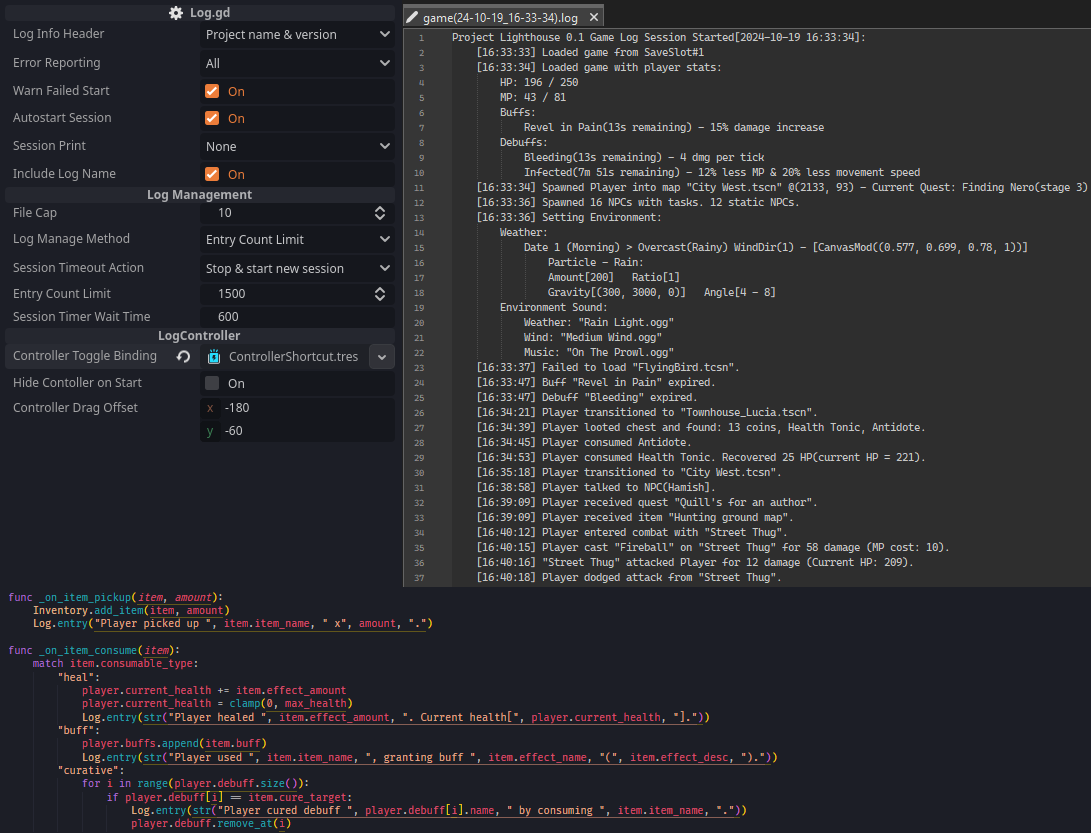 Log.gd
Log Info Header Project name & version
Error Reporting All
Warn Failed Start On
Autostart Session On
Session Print None
Include Log Name On
Log Management
File Cap 10
Log Manage Method Entry Count Limit
Session Timeout Action Stop & start new session
Entry Count Limit 1500
Session Timer Wait Time 600
LogController
Controller Toggle Binding ControllerShortcut.tres
Hide Contoller on Start On
Controller Drag Offset x -180
y -60
game(24-10-19_16-33-34).log
1 Project Lighthouse 0.1 Game Log Session Started[2024-10-19 16:33:34]:
2 [16:33:33] Loaded game from SaveSlot#1
3 [16:33:34] Loaded game with player stats:
4 HP: 196 / 250
5 MP: 43 / 81
6 Buffs:
7 Revel in Pain(13s remaining) - 15% damage increase
8 Debuffs:
9 Bleeding(13s remaining) - 4 dmg per tick
10 Infected(7m 51s remaining) - 12% less MP & 20% less movement speed
11 [16:33:34] Spawned Player into map "City West.tscn" @(2133, 93) - Current Quest: Finding Nero(stage 3)
12 [16:33:36] Spawned 16 NPCs with tasks. 12 static NPCs.
13 [16:33:36] Setting Environment:
14 Weather:
15 Date 1 (Morning) > Overcast(Rainy) WindDir(1) - [CanvasMod((0.577, 0.699, 0.78, 1))]
16 Particle - Rain:
17 Amount[200] Ratio[1]
18 Gravity[(300, 3000, 0)] Angle[4 - 8]
19 Environment Sound:
20 Weather: "Rain Light.ogg"
21 Wind: "Medium Wind.ogg"
22 Music: "On The Prowl.ogg"
23 [16:33:37] Failed to load "FlyingBird.tcsn".
24 [16:33:47] Buff "Revel in Pain" expired.
25 [16:33:47] Debuff "Bleeding" expired.
26 [16:34:21] Player transitioned to "Townhouse_Lucia.tscn".
27 [16:34:39] Player looted chest and found: 13 coins, Health Tonic, Antidote.
28 [16:34:45] Player consumed Antidote.
29 [16:34:53] Player consumed Health Tonic. Recovered 25 HP(current HP = 221).
30 [16:35:18] Player transitioned to "City West.tcsn".
31 [16:38:58] Player talked to NPC(Hamish].
32 [16:39:09] Player received quest "Quill's for an author".
33 [16:39:09] Player received item "Hunting ground map".
34 [16:40:12] Player entered combat with "Street Thug".
35 [16:40:15] Player cast "Fireball" on "Street Thug" for 58 damage (MP cost: 10).
36 [16:40:16] "Street Thug" attacked Player for 12 damage (Current HP: 209).
37 [16:40:18] Player dodged attack from "Street Thug".
func _on_item_pickup(item, amount):
Inventory.add_item(item, amount)
Log.entry("Player picked up ", item.item_name, " x", amount, ".")
func _on_item_consume(item):
match item.consumable_type:
"heal":
player.current_health += item.effect_amount
player.current_health = clamp(0, max_health)
Log.entry(str("Player healed ", item.effect_amount, ". Current health[", player.current_health, "]."))
"buff":
player.buffs.append(item.buff)
Log.entry(str("Player used ", item.item_name, ", granting buff ", item.effect_name, "(", item.effect_desc, ")."))
"curative":
for i in range(player.debuff.size()):
if player.debuff[i] == item.cure_target:
Log.entry(str("Player cured debuff ", player.debuff[i].name, " by consuming ", item.item_name, "."))
player.debuff.remove_at(i)